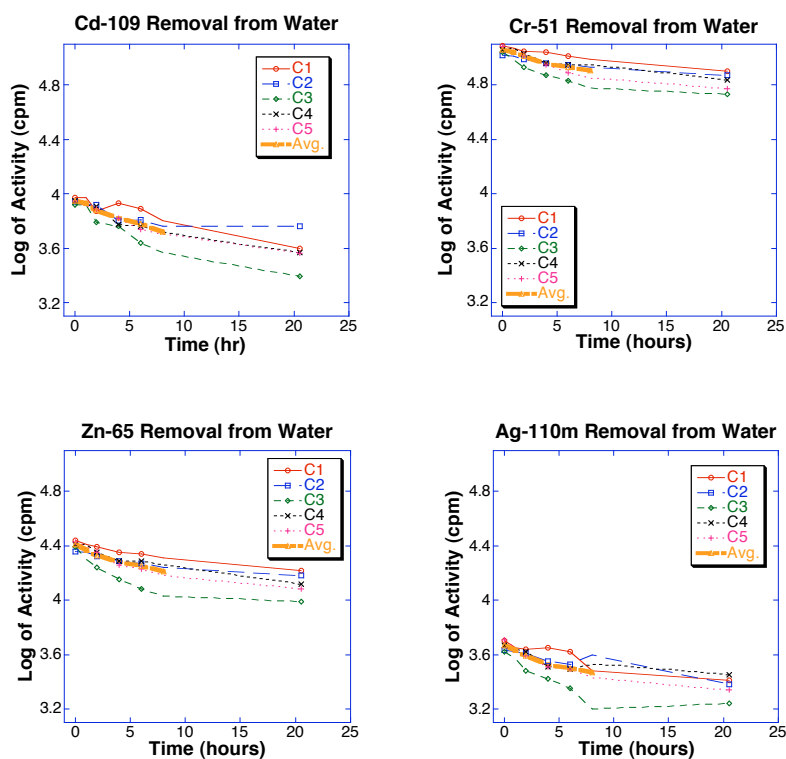 Cd-109 Removal from Water
Log of Activity (cpm)
4.8
4.4
4
3.6
3.2
C1
C2
C3
C4
C5
Avg.
0 5 10 15 20 25
Time (hr)
Cr-51 Removal from Water
Log of Activity (cpm)
4.8
4.4
4
3.6
3.2
C1
C2
C3
C4
C5
Avg.
0 5 10 15 20 25
Time (hours)
Zn-65 Removal from Water
Log of Activity (cpm)
4.8
4.4
4
3.6
3.2
C1
C2
C3
C4
C5
Avg.
0 5 10 15 20 25
Time (hours)
Ag-110m Removal from Water
Log of Activity (cpm)
4.8
4.4
4
3.6
3.2
C1
C2
C3
C4
C5
Avg.
0 5 10 15 20 25
Time (hours)